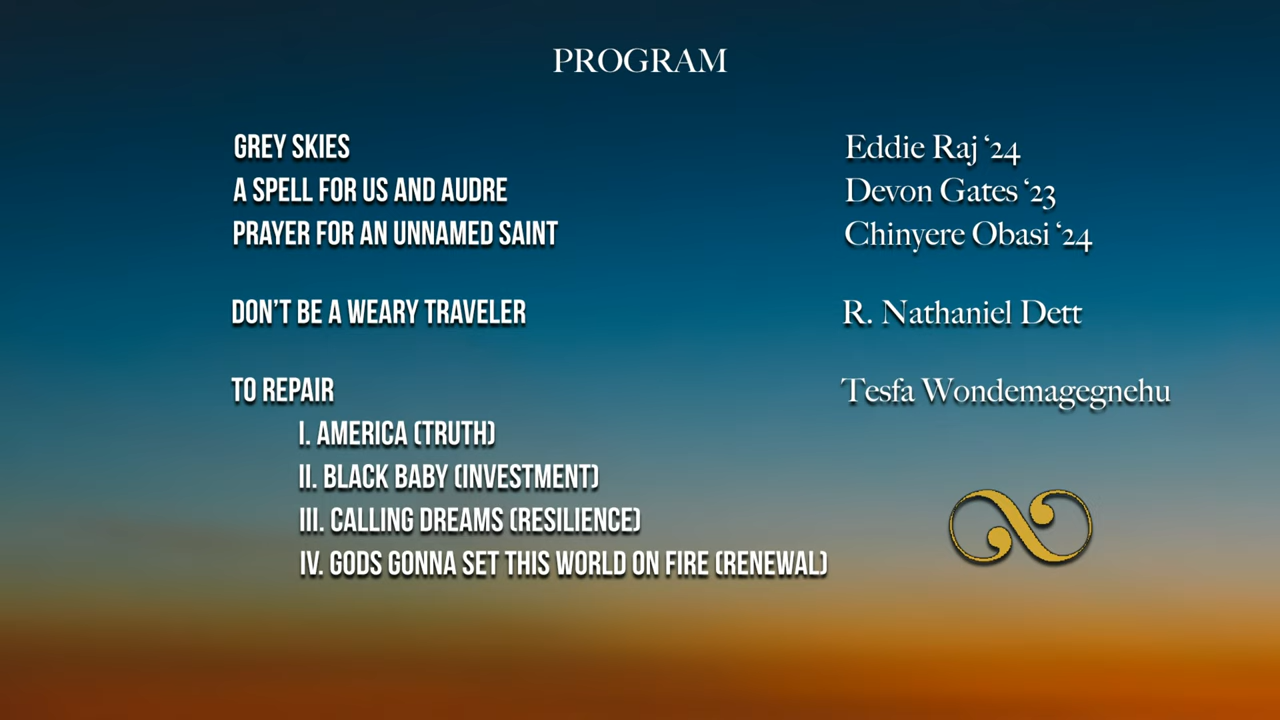 PROGRAM
GREY SKIES Eddie Raj ‘24
A SPELL FOR US AND AUDRE Devon Gates ‘23
PRAYER FOR AN UNNAMED SAINT Chinyere Obasi ‘24
DON’T BE A WEARY TRAVELER R. Nathaniel Dett
TO REPAIR Tesfa Wondemagegnehu
I. AMERICA (TRUTH)
II. BLACK BABY (INVESTMENT)
III. CALLING DREAMS (RESILIENCE)
IV. GODS GONNA SET THIS WORLD ON FIRE (RENEWAL)